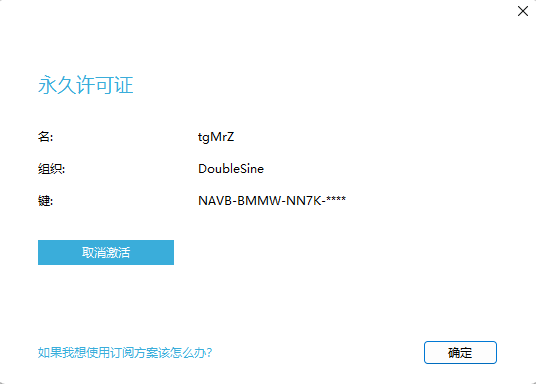 永久许可证
名: tgMrZ
组织: DoubleSine
键: NAVB-BMMW-NN7K-****
取消激活
如果我想使用订阅方案该怎么办?
确定